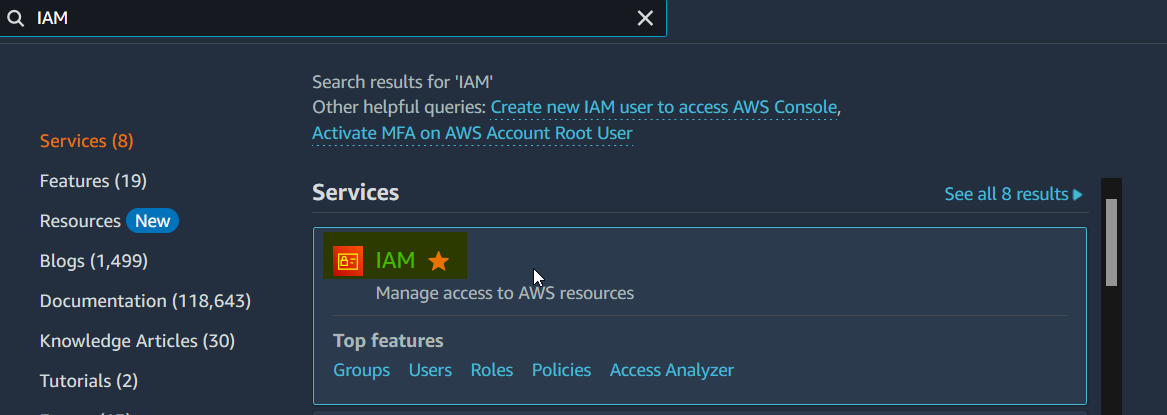 IAM
Search results for 'IAM'
Other helpful queries: Create new IAM user to access AWS Console,
Activate MFA on AWS Account Root User
Services (8)
Features (19)
Resources New
Blogs (1,499)
Documentation (118,643)
Knowledge Articles (30)
Tutorials (2)
Services
See all 8 results
IAM
Manage access to AWS resources
Top features
Groups Users Roles Policies Access Analyzer